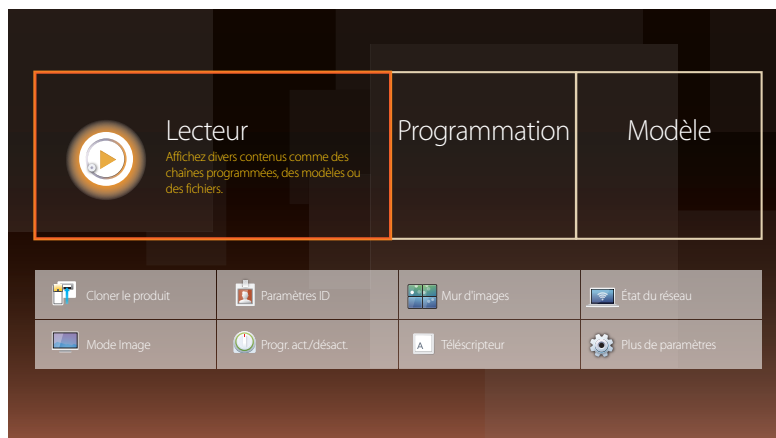 Lecteur
Affichez divers contenus comme des
chaînes programmées, des modèles ou
des fichiers.
Programmation
Modèle
Cloner le produit
Paramètres ID
Mur d'images
État du réseau
Mode Image
Progr. act./désact.
A
Téléscripteur
Plus de paramètres